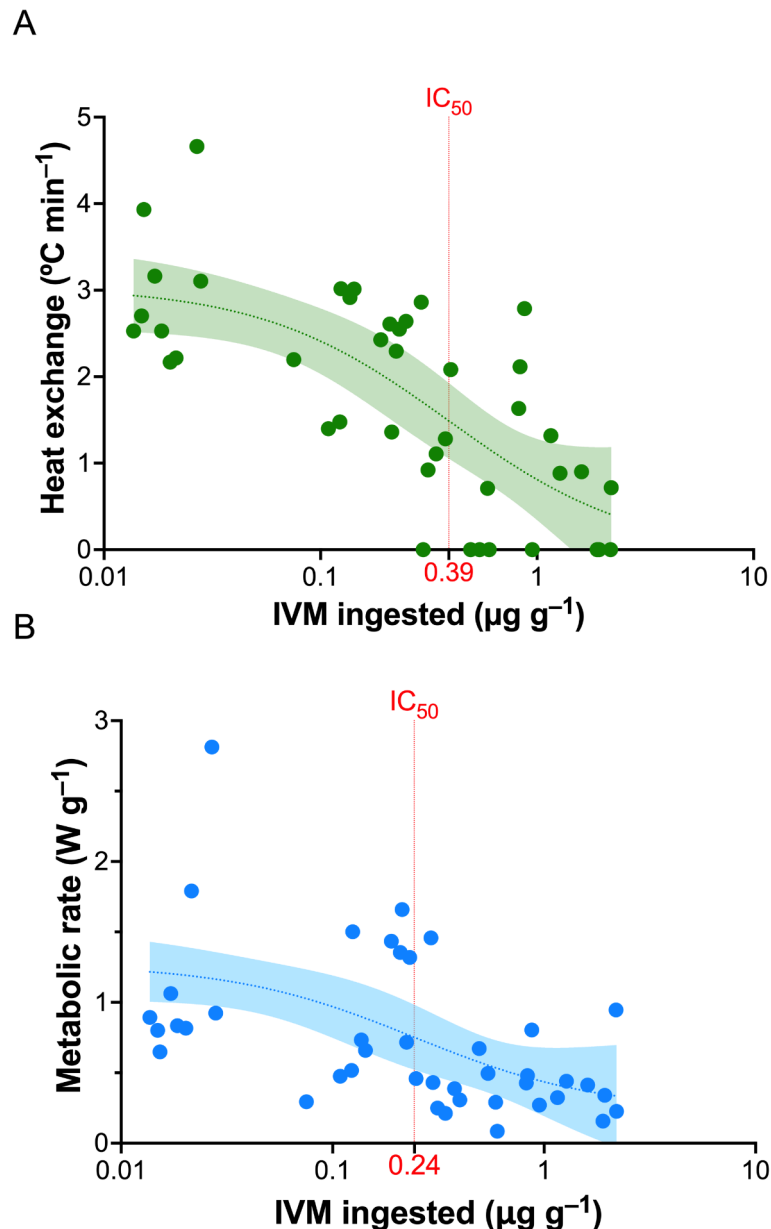 A
IC50
5
4
3
2
1
0
Heat exchange (ºC min−1)
0.01
0.1
0.39
1
10
IVM ingested (µg g−1)
B
IC50
3
2
1
0
Metabolic rate (W g−1)
0.01
0.1
0.24
1
10
IVM ingested (µg g−1)